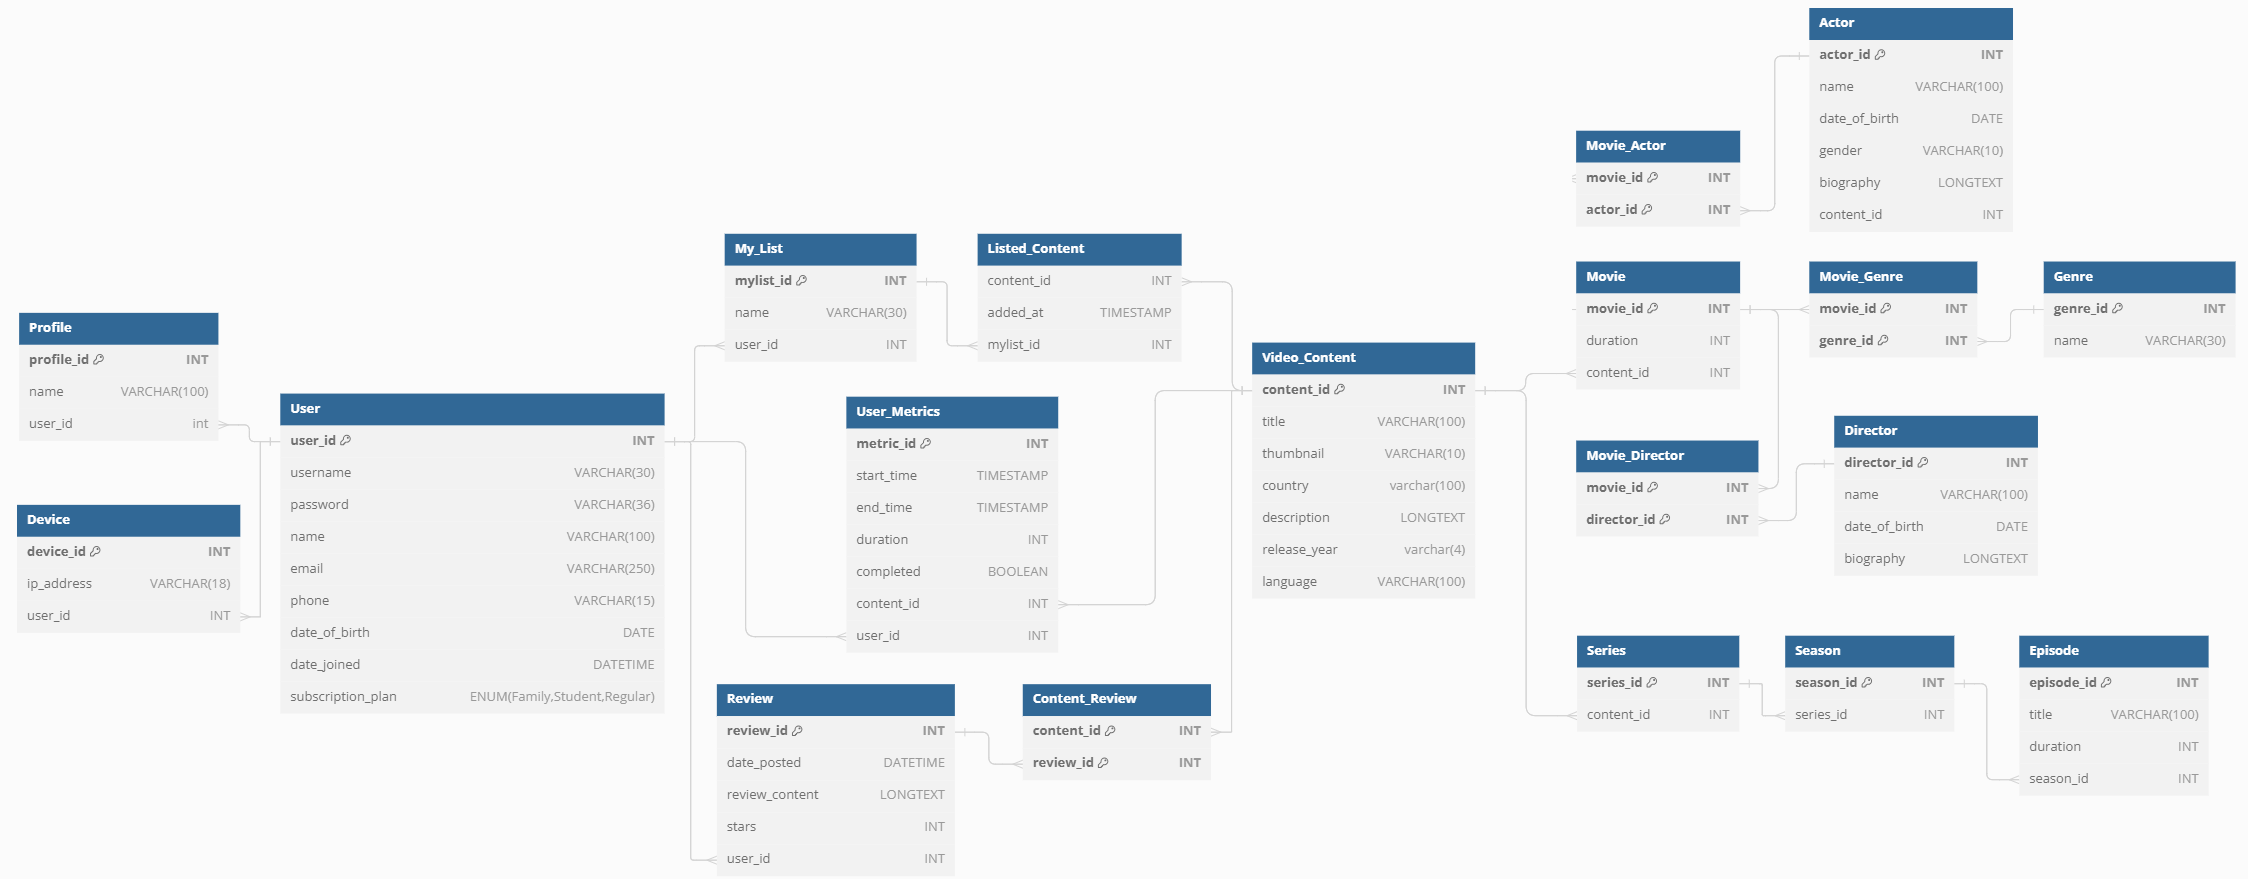 Actor
actor_id INT
name VARCHAR(100)
date_of_birth DATE
gender VARCHAR(10)
biography LONGTEXT
content_id INT
Movie_Actor
movie_id INT
actor_id INT
My_List
mylist_id INT
name VARCHAR(30)
user_id INT
Listed_Content
content_id INT
added_at TIMESTAMP
mylist_id INT
Movie
movie_id INT
duration INT
content_id INT
Movie_Genre
movie_id INT
genre_id INT
Genre
genre_id INT
name VARCHAR(30)
Profile
profile_id INT
name VARCHAR(100)
user_id int
User
user_id INT
username VARCHAR(30)
password VARCHAR(36)
name VARCHAR(100)
email VARCHAR(250)
phone VARCHAR(15)
date_of_birth DATE
date_joined DATETIME
subscription_plan ENUM(Family,Student,Regular)
Device
device_id INT
ip_address VARCHAR(18)
user_id INT
User_Metrics
metric_id INT
start_time TIMESTAMP
end_time TIMESTAMP
duration INT
completed BOOLEAN
content_id INT
user_id INT
Video_Content
content_id INT
title VARCHAR(100)
thumbnail VARCHAR(10)
country varchar(100)
description LONGTEXT
release_year varchar(4)
language VARCHAR(100)
Movie_Director
movie_id INT
director_id INT
Director
director_id INT
name VARCHAR(100)
date_of_birth DATE
biography LONGTEXT
Review
review_id INT
date_posted DATETIME
review_content LONGTEXT
stars INT
user_id INT
Content_Review
content_id INT
review_id INT
Series
series_id INT
content_id INT
Season
season_id INT
series_id INT
Episode
episode_id INT
title VARCHAR(100)
duration INT
season_id INT